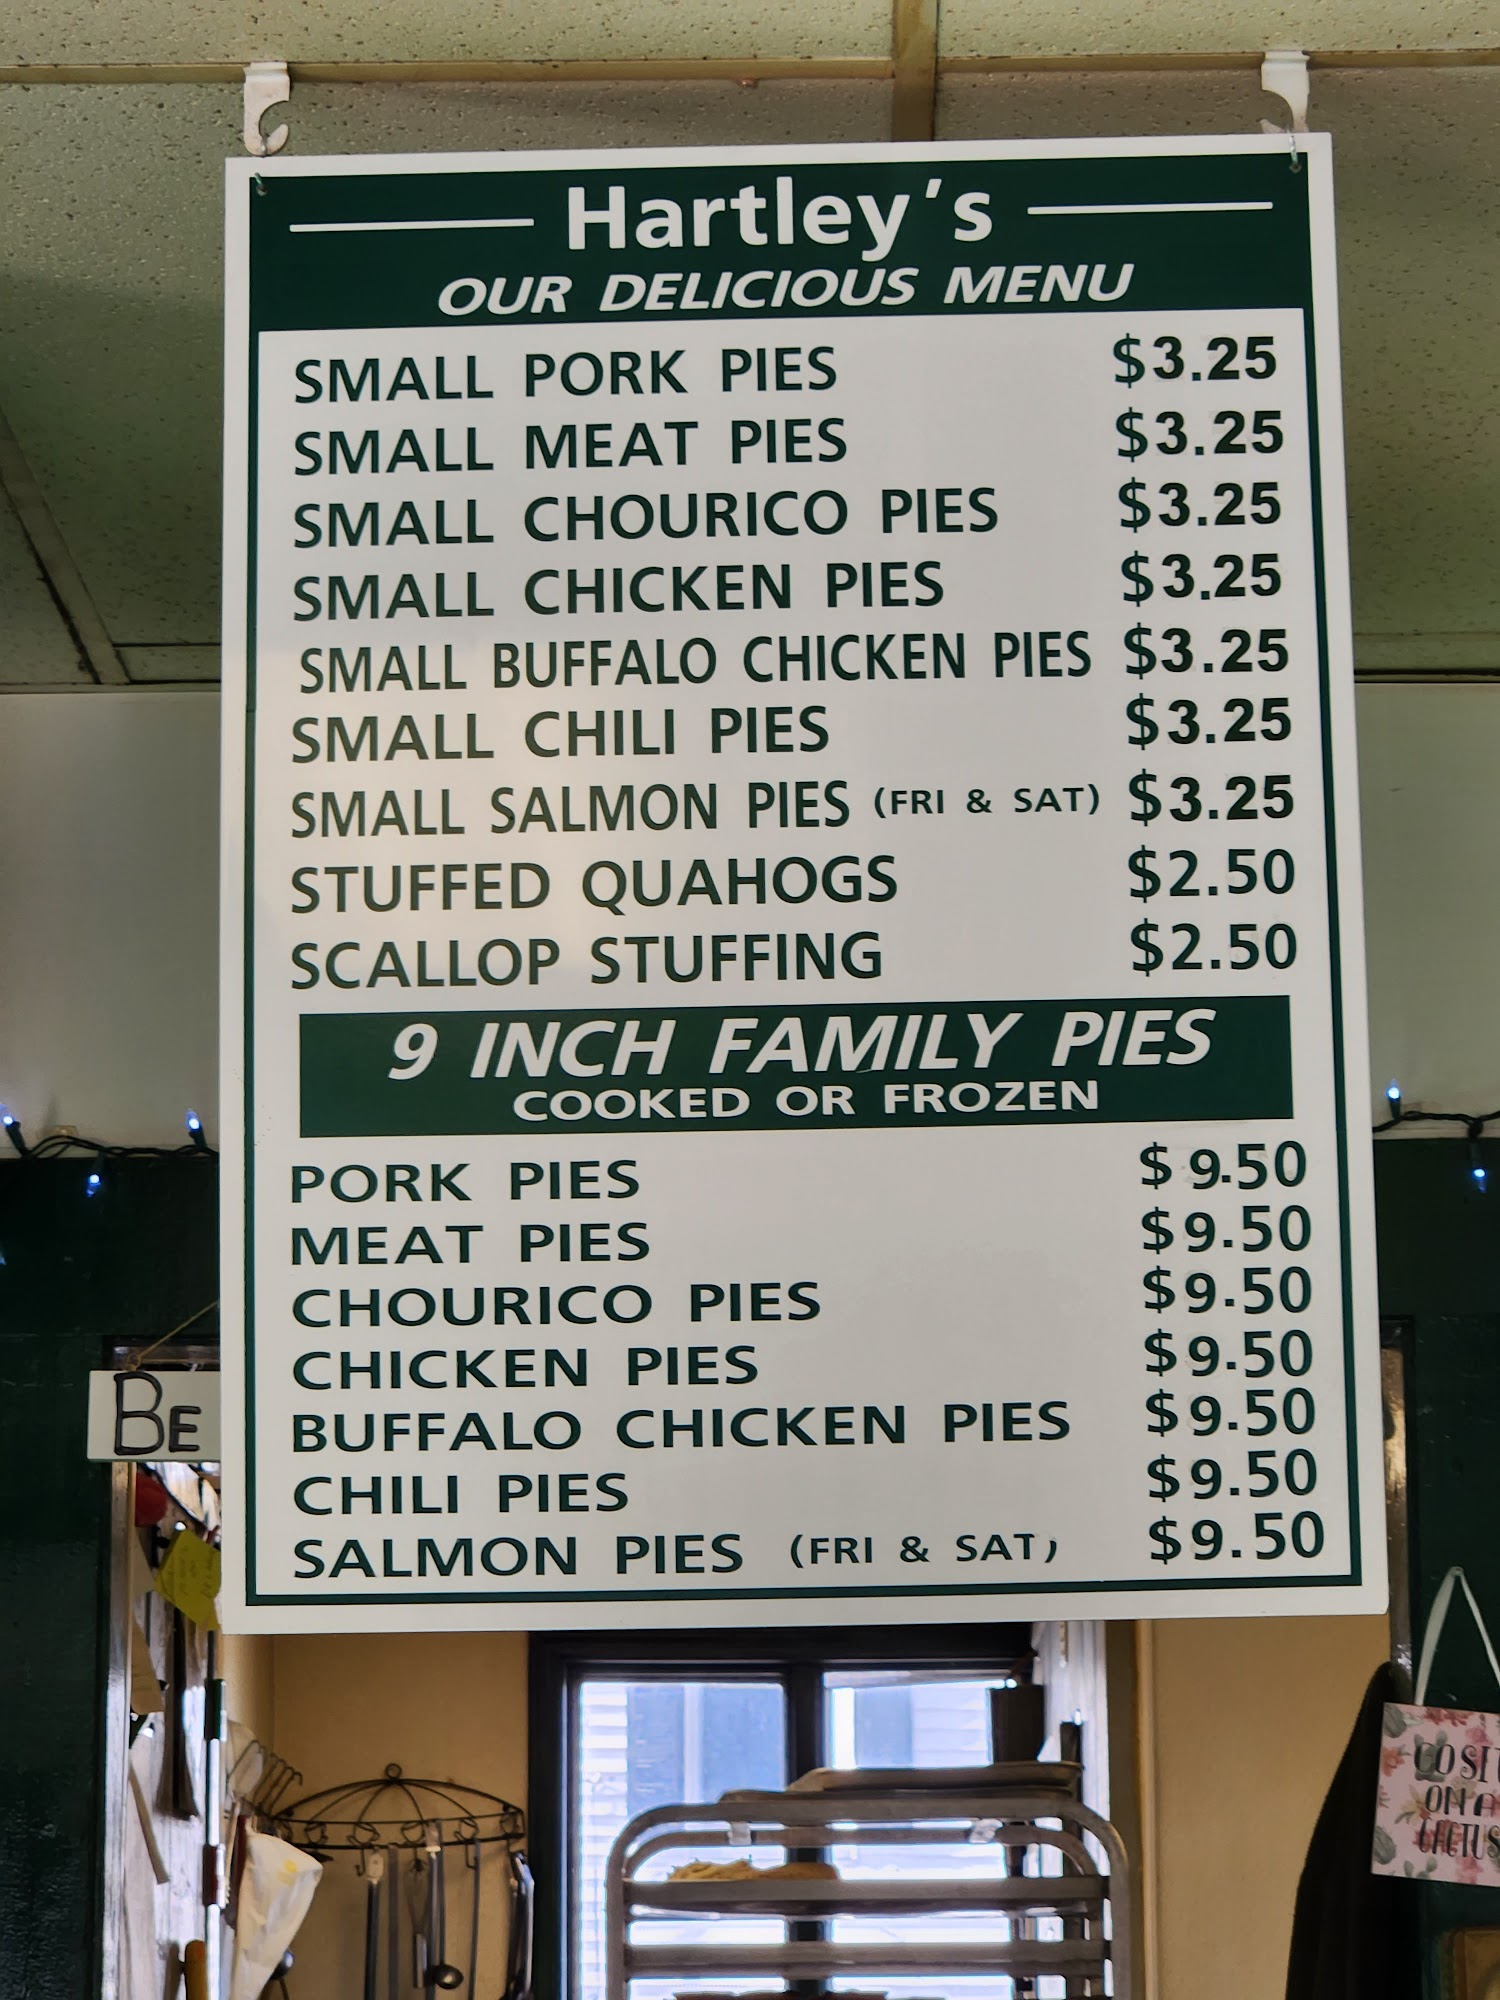 Hartley's
OUR DELICIOUS MENU
SMALL PORK PIES $3.25
SMALL MEAT PIES $3.25
SMALL CHOURICO PIES $3.25
SMALL CHICKEN PIES $3.25
SMALL BUFFALO CHICKEN PIES $3.25
SMALL CHILI PIES $3.25
SMALL SALMON PIES (FRI & SAT) $3.25
STUFFED QUAHOGS $2.50
SCALLOP STUFFING $2.50
9 INCH FAMILY PIES
COOKED OR FROZEN
PORK PIES $9.50
MEAT PIES $9.50
CHOURICO PIES $9.50
CHICKEN PIES $9.50
BUFFALO CHICKEN PIES $9.50
CHILI PIES $9.50
SALMON PIES (FRI & SAT) $9.50
BE
GO SIT
ON A
CACTUS